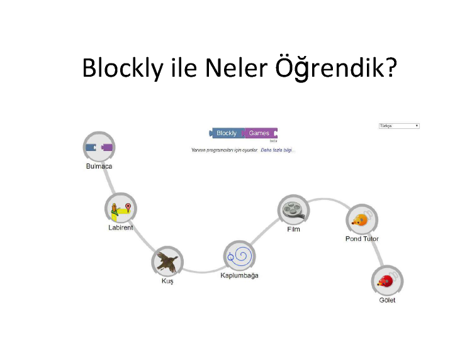 Blockly ile Neler Öğrendik?
Blockly Games
Türkçe
Yarının programcıları için oyunlar. Daha fazla bilgi...
Bulmaca
Labirent
Kuş
Kaplumbağa
Film
Pond Tutor
Gölet